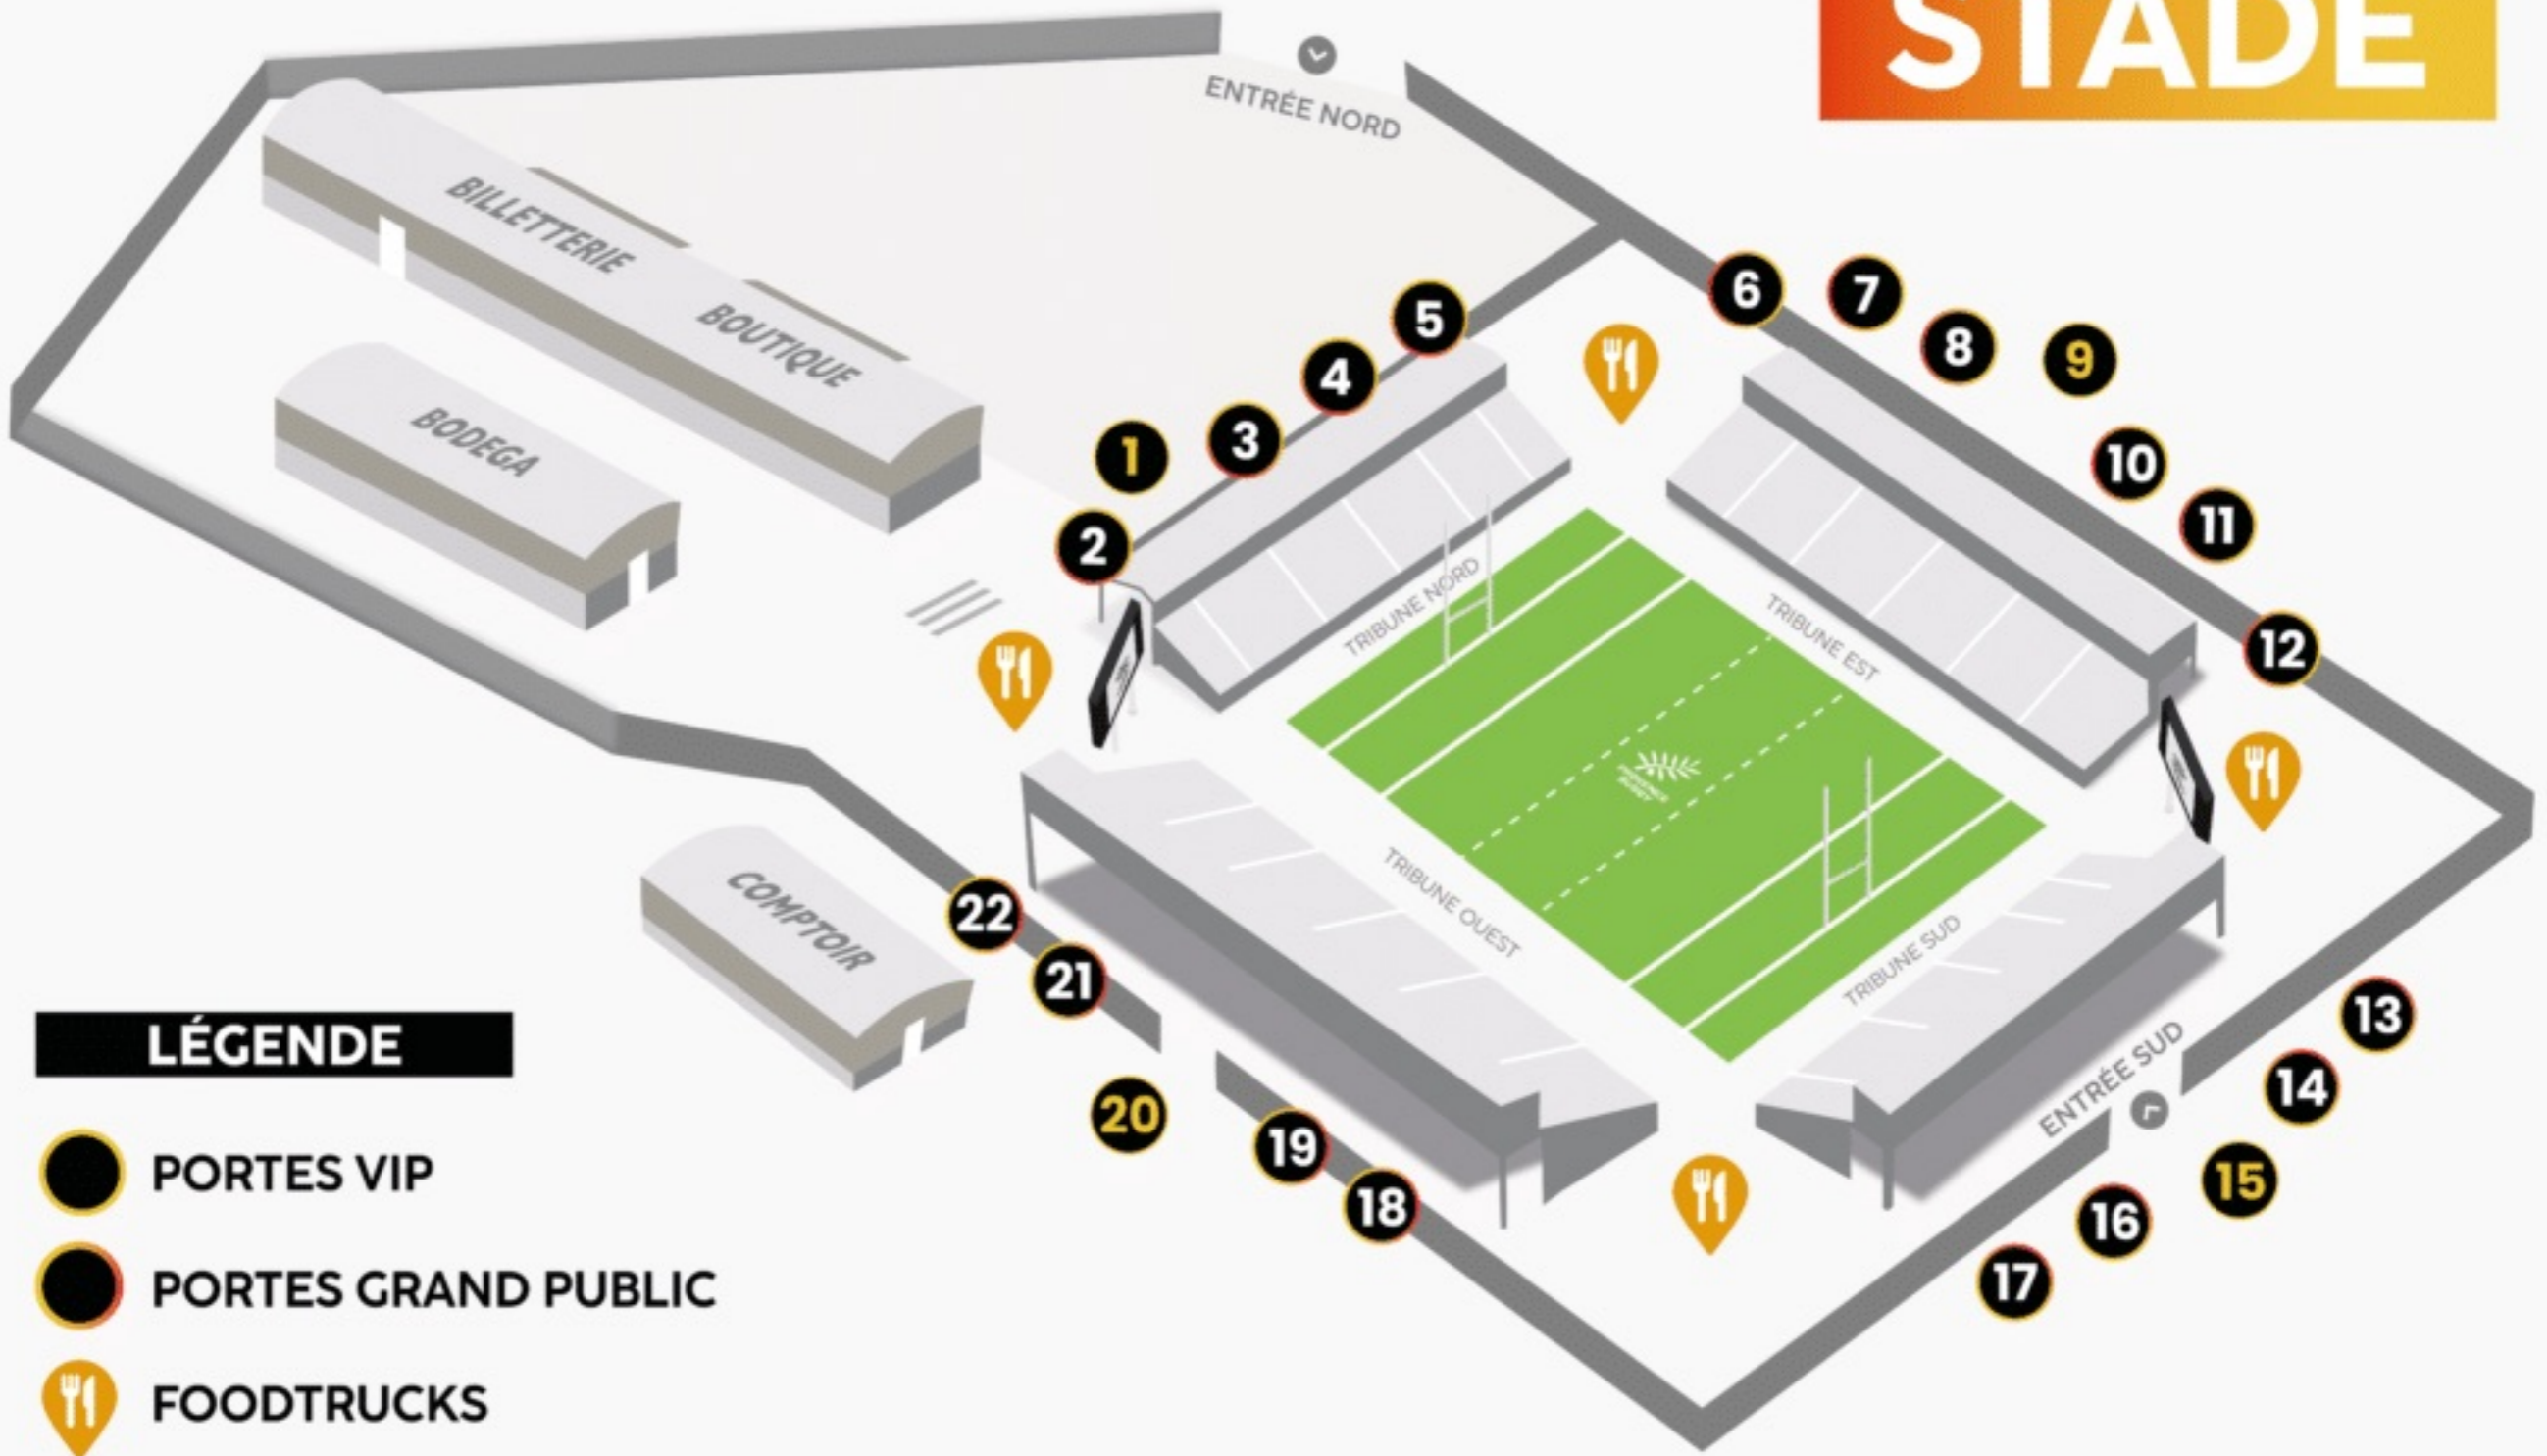 STADE
ENTRÉE NORD
BILLETTERIE
BOUTIQUE
BODEGA
COMPTOIR
1
2
3
4
5
6
7
8
9
10
11
12
TRIBUNE NORD
TRIBUNE EST
TRIBUNE OUEST
TRIBUNE SUD
PROVENCE
RUGBY
22
21
20
19
18
ENTRÉE SUD
13
14
15
16
17
LÉGENDE
PORTES VIP
PORTES GRAND PUBLIC
FOODTRUCKS